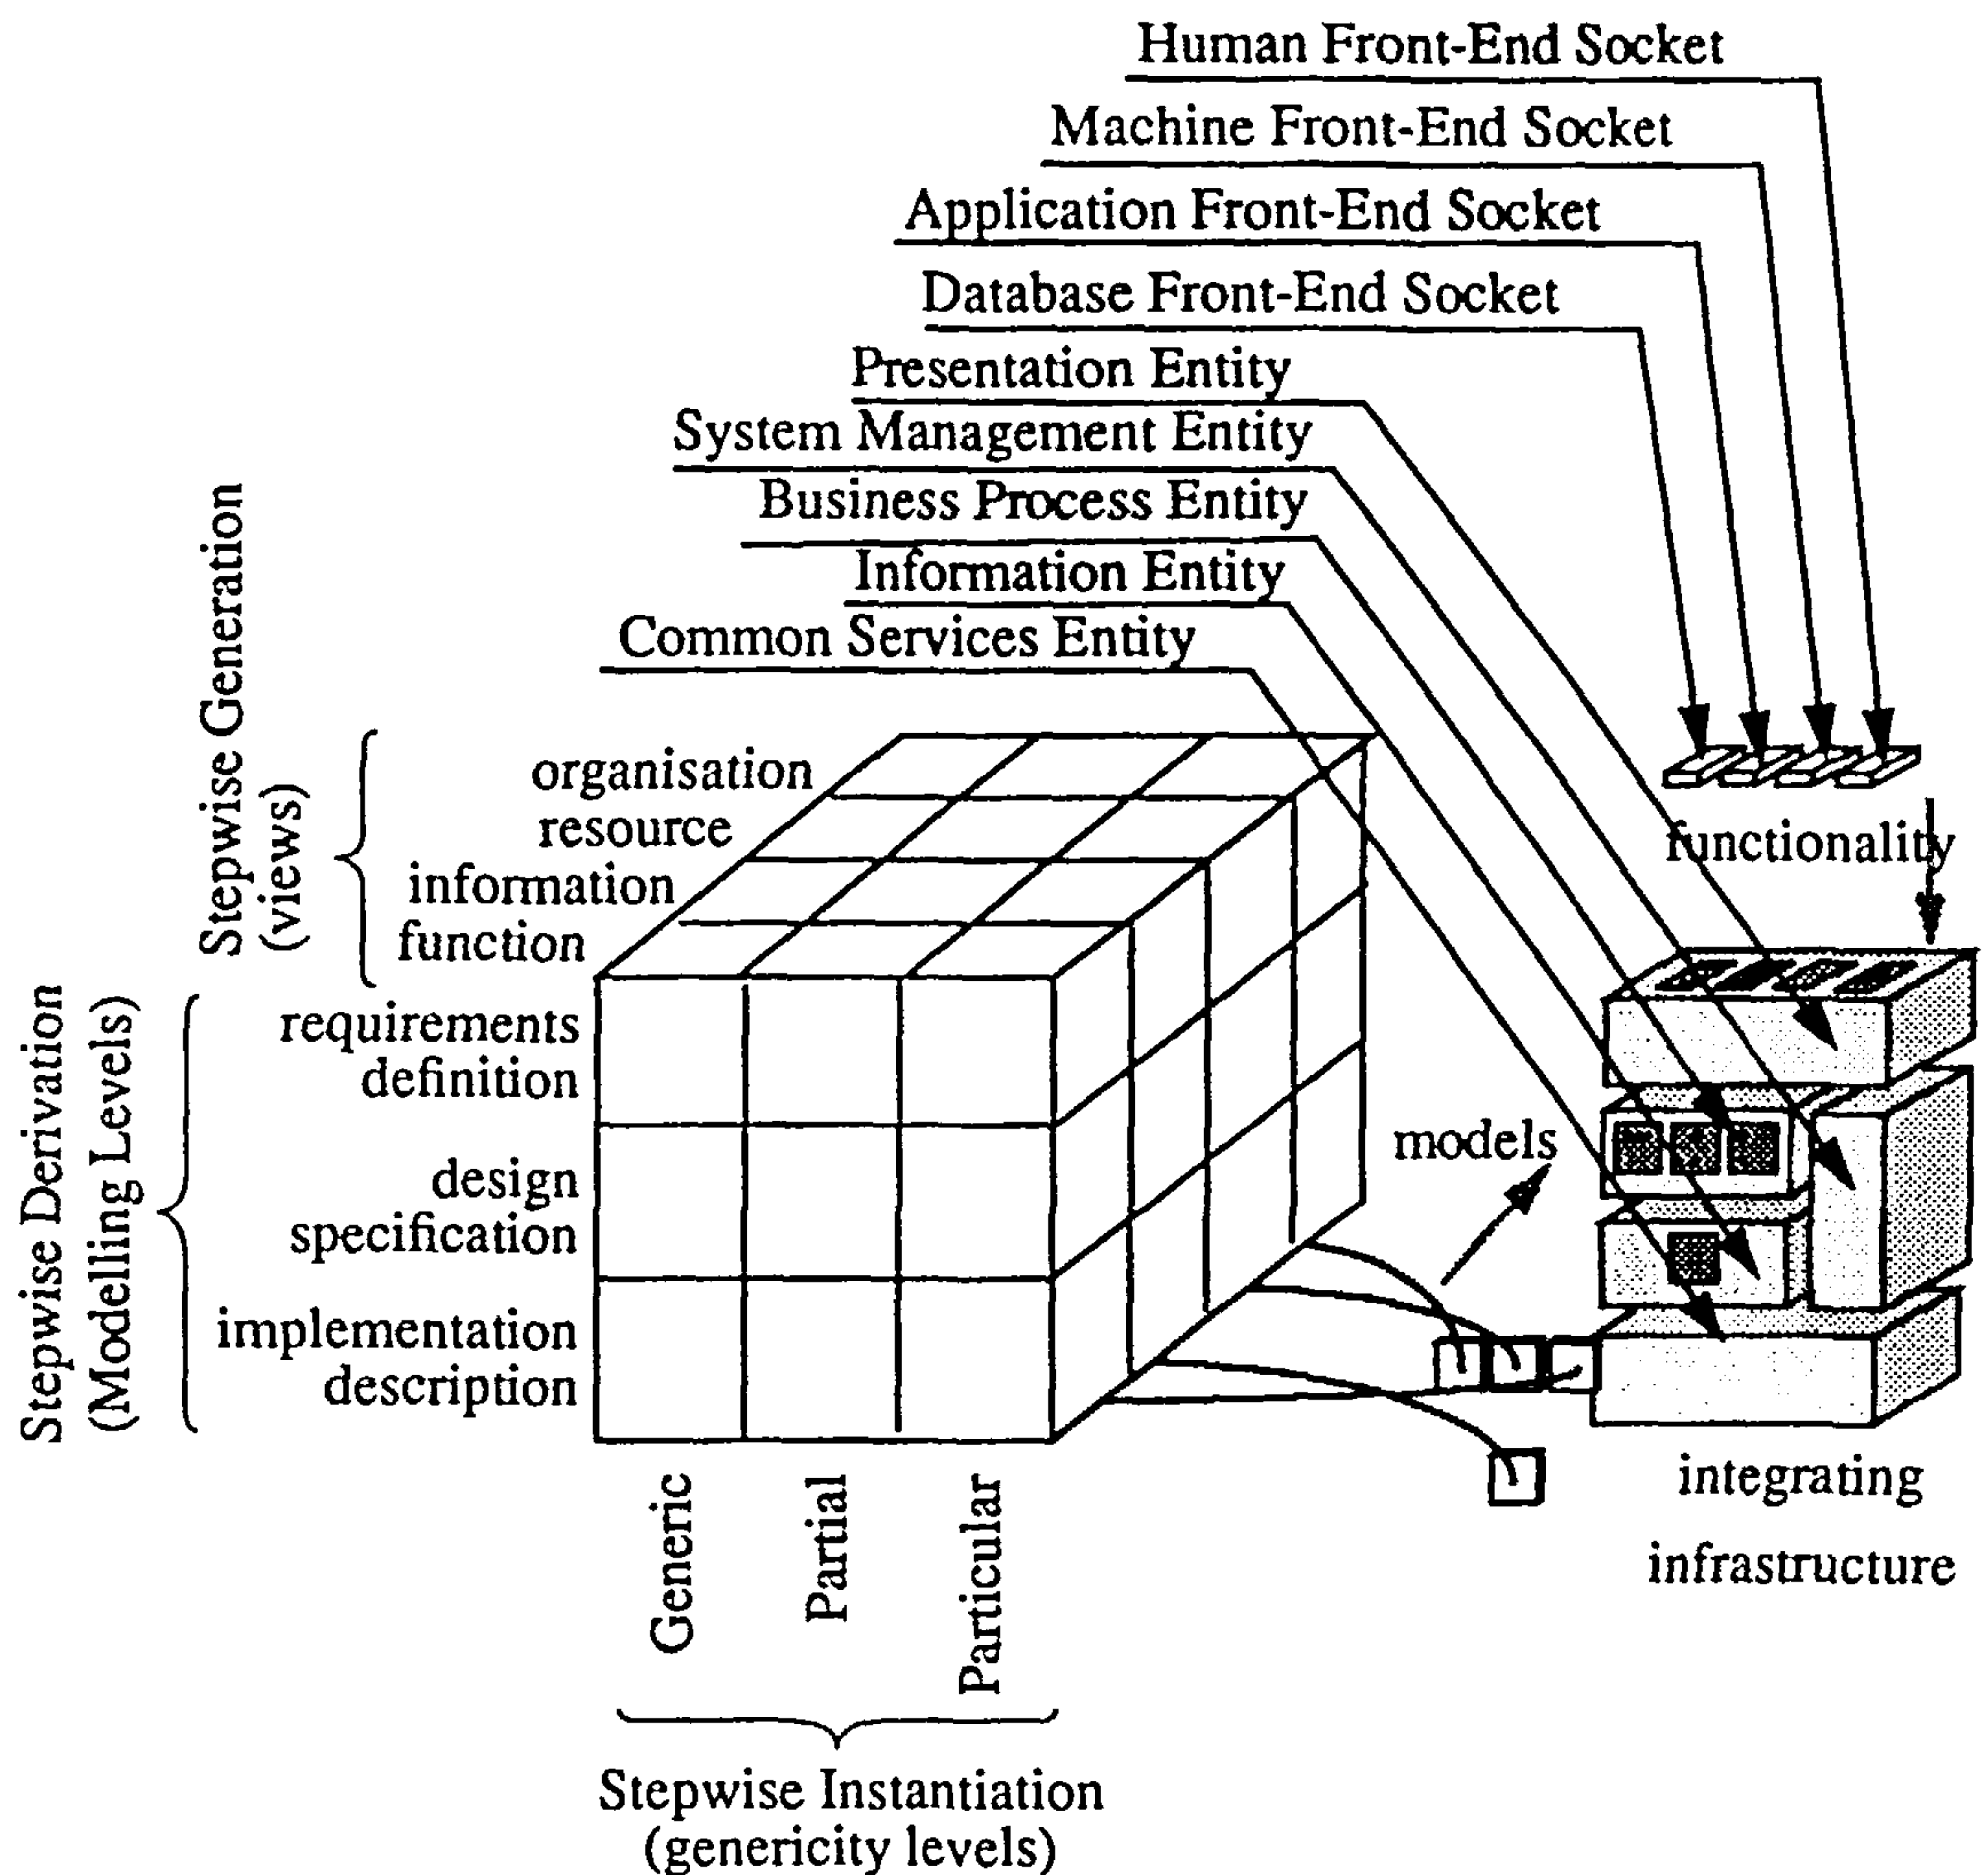 Human Front-End Socket
Machine Front-End Socket
Application Front-End Socket
Database Front-End Socket
Presentation Entity
System Management Entity
Business Process Entity
Information Entity
Common Services Entity
Stepwise Generation
(views)
organisation
resource
information
function
functionality
Stepwise Derivation
(Modelling Levels)
requirements
definition
design
specification
implementation
description
models
integrating
infrastructure
Generic
Partial
Particular
Stepwise Instantiation
(genericity levels)